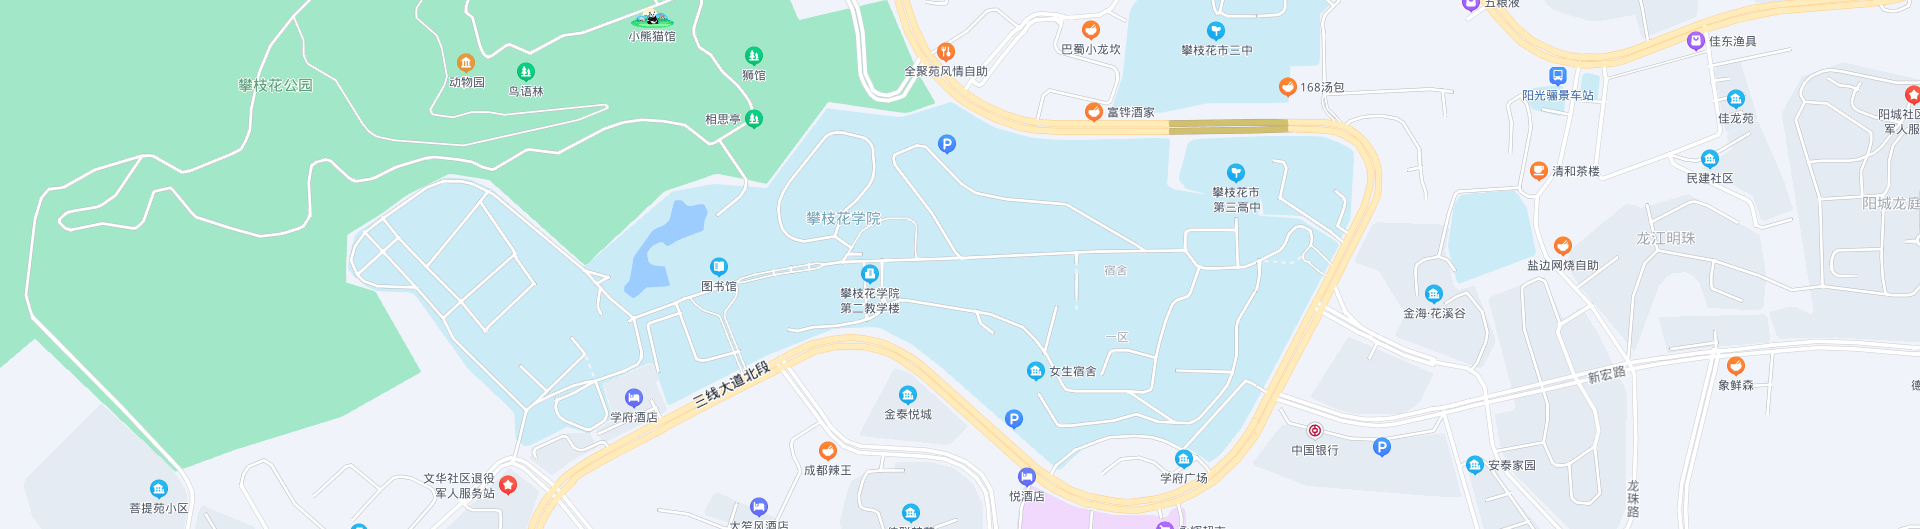 五粮液
小熊猫馆
巴蜀小龙坎
攀枝花市三中
佳东渔具
动物园
鸟语林
狮馆
全聚苑风情自助
攀枝花公园
168汤包
阳光骊景车站
相思亭
富铧酒家
佳龙苑
阳城社区
军人服
清和茶楼
民建社区
攀枝花市
第三高中
阳城龙庭
攀枝花学院
龙江明珠
盐边网烧自助
图书馆
宿舍
攀枝花学院
第二教学楼
金海·花溪谷
一区
女生宿舍
三线大道北段
新宏路
象鲜森
德
学府酒店
金泰悦城
中国银行
成都辣王
安泰家园
文华社区退役
军人服务站
学府广场
悦酒店
龙珠路
菩提苑小区
大笮风酒店